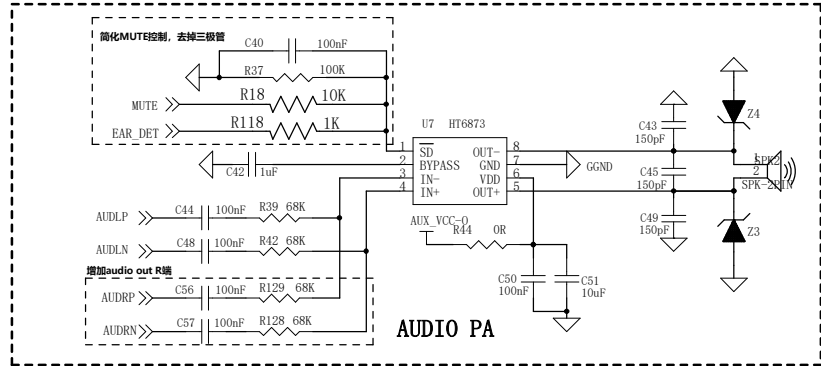 简化MUTE控制，去掉三极管
C40 100nF
R37 100K
MUTE R18 10K
EAR_DET R118 1K
U7 HT6873
1 SD OUT- 8
2 BYPASS GND 7
3 IN- VDD 6
4 IN+ OUT+ 5
C42 1uF
GGND
C43
150pF
C45
150pF
C49
150pF
Z4
1 SPK2
2
SPK-2PIN
Z3
AUDLP C44 100nF R39 68K
AUDLN C48 100nF R42 68K
AUX_VCC-O
R44 0R
增加audio out R端
AUDRP C56 100nF R129 68K
AUDRN C57 100nF R128 68K
C50
100nF
C51
10uF
AUDIO PA